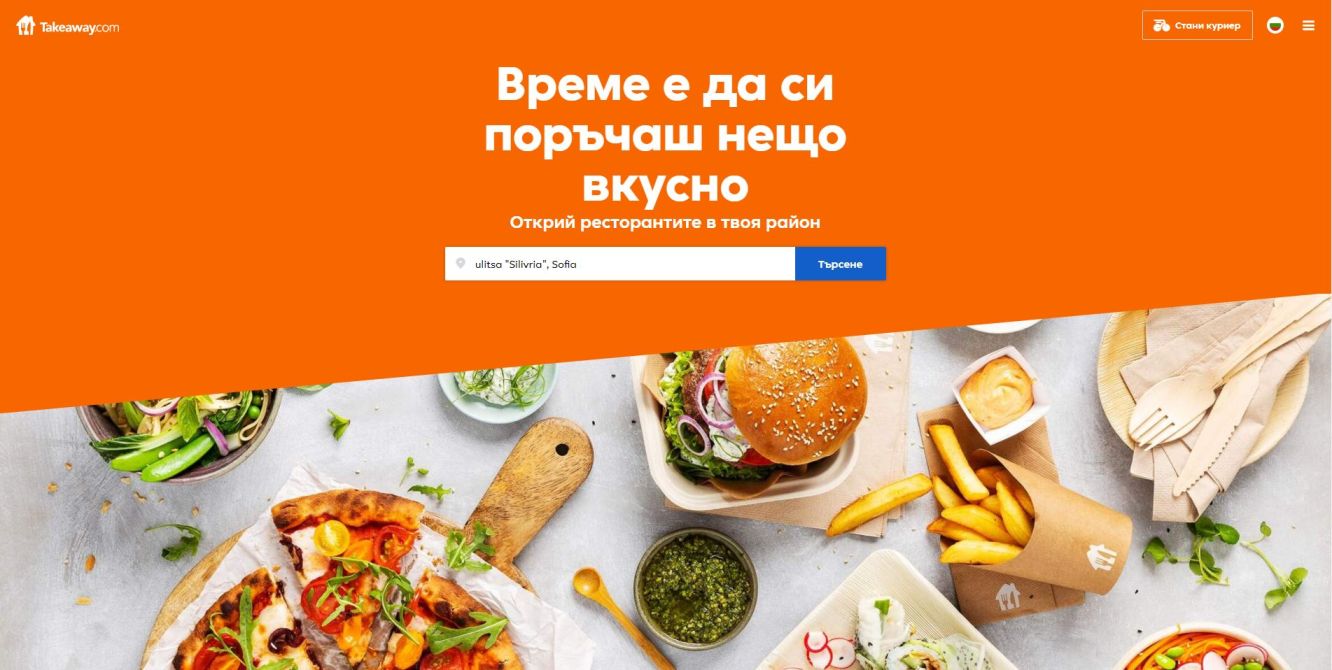 Takeaway.com
Стани куриер
Време е да си
поръчаш нещо
вкусно
Открий ресторантите в твоя район
ulitsa "Silivria", Sofia
Търсене